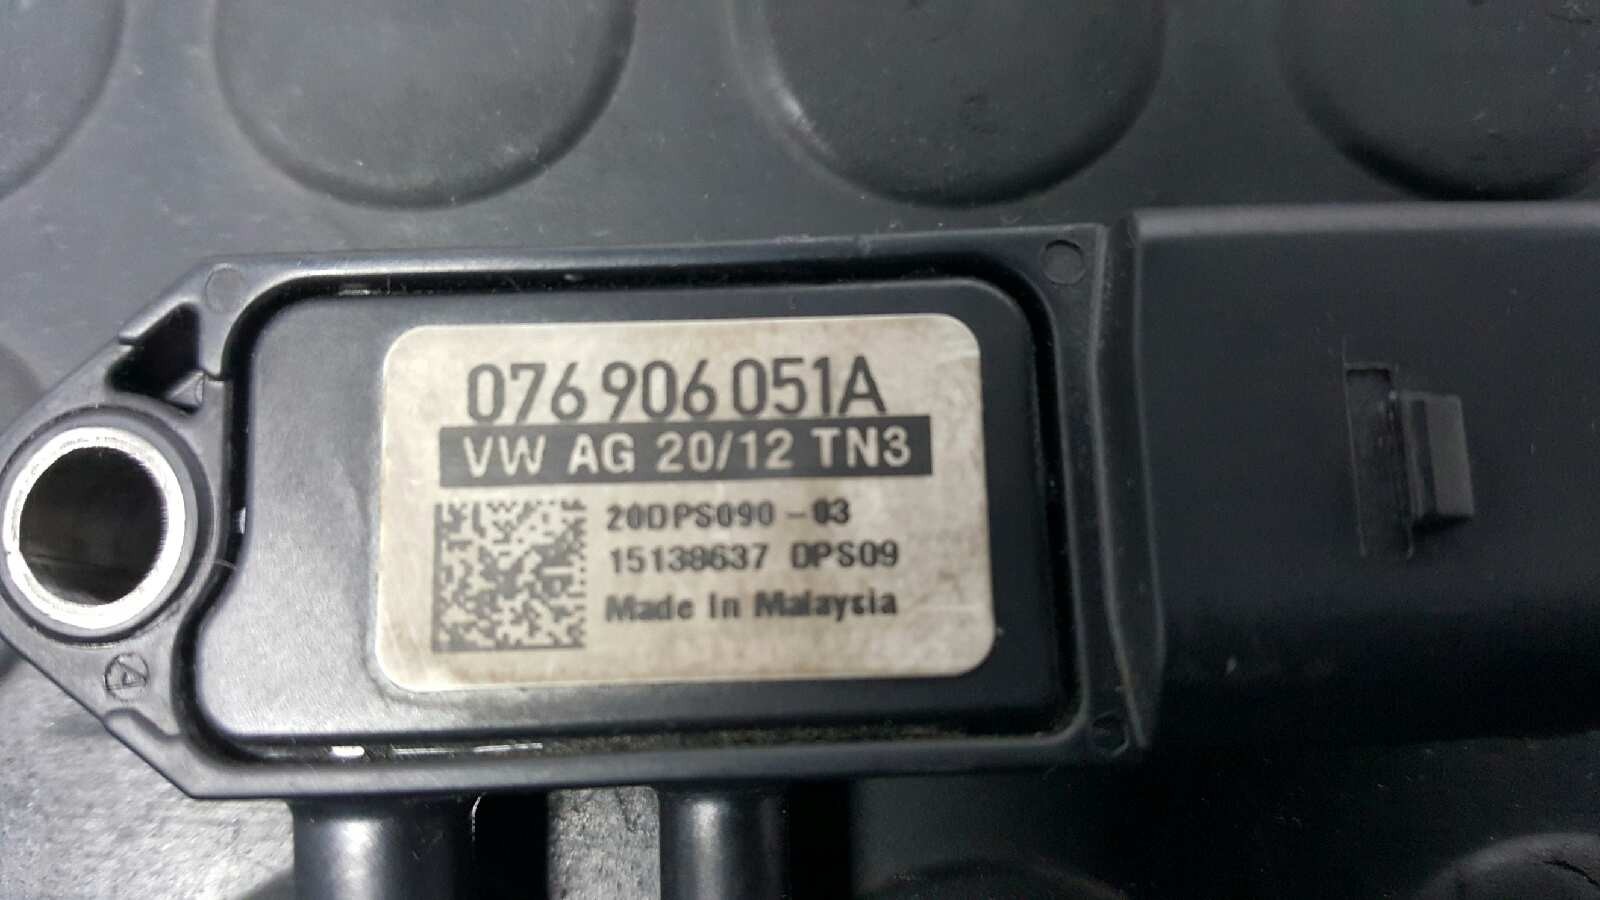 076 906 051A
VW AG 20/12 TN3
20DPS090-03
15138637 DPS09
Made In Malaysia